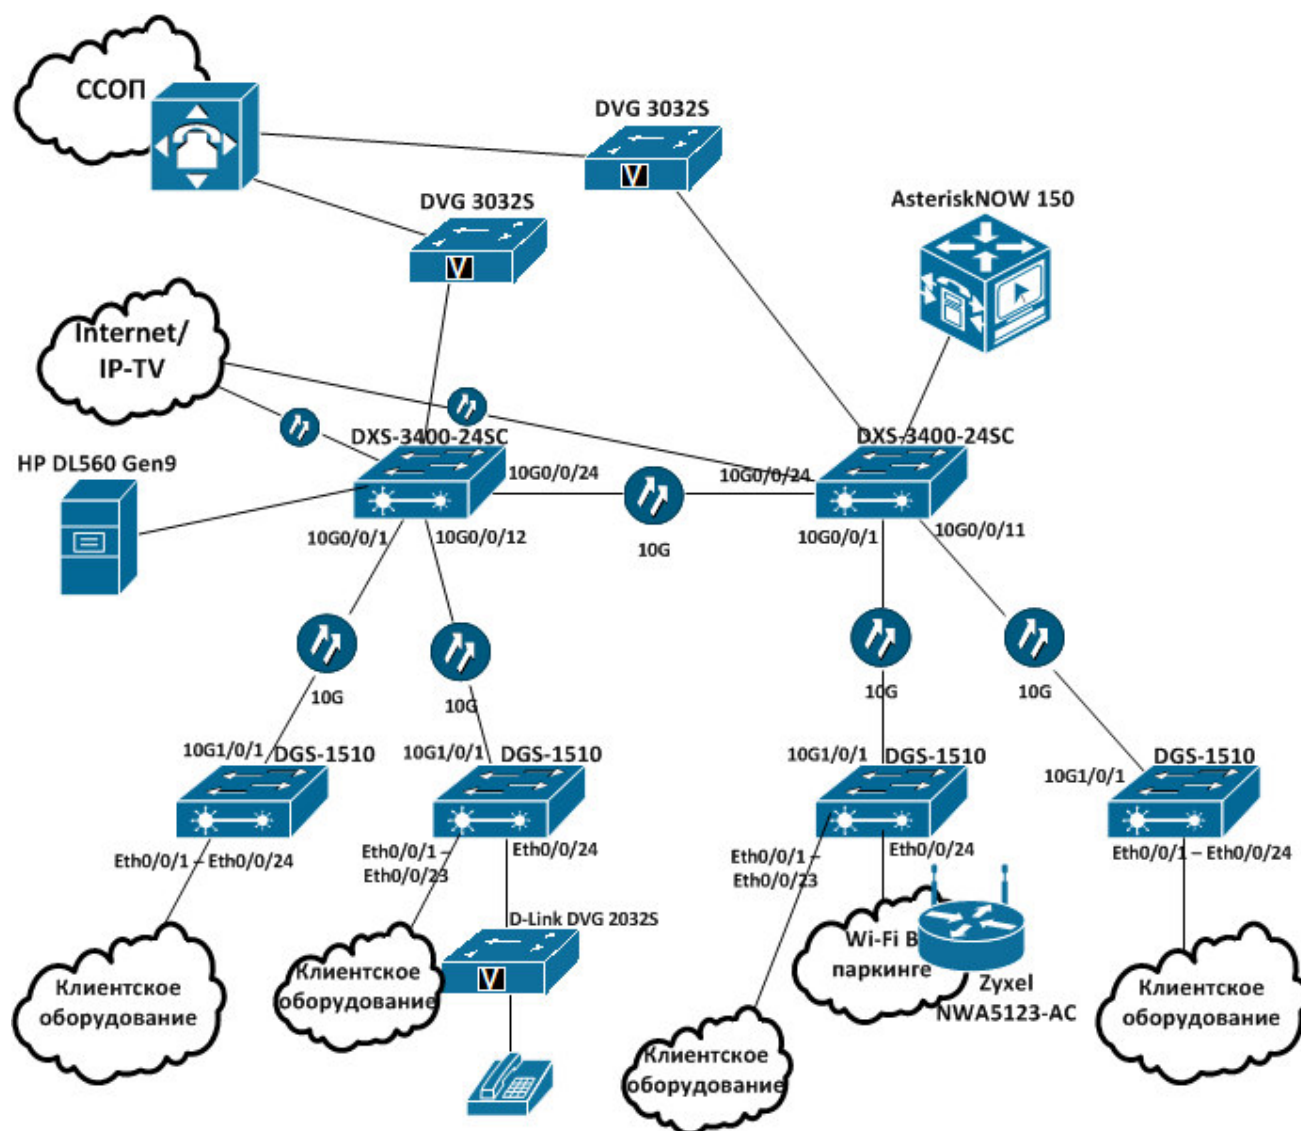 ССОП
DVG 3032S
DVG 3032S
AsteriskNOW 150
Internet/
IP-TV
DXS-3400-24SC
DXS-3400-24SC
HP DL560 Gen9
10G0/0/24
10G0/0/24
10G0/0/1
10G0/0/12
10G
10G0/0/1
10G0/0/11
10G
10G
10G
10G
10G1/0/1
DGS-1510
10G1/0/1
DGS-1510
10G1/0/1
DGS-1510
10G1/0/1
DGS-1510
Eth0/0/1 – Eth0/0/24
Eth0/0/1 –
Eth0/0/23
Eth0/0/24
Eth0/0/1 –
Eth0/0/23
Eth0/0/24
Eth0/0/1 – Eth0/0/24
D-Link DVG 2032S
Клиентское
оборудование
Клиентское
оборудование
Wi-Fi В
паркинге
Zyxel
NWA5123-AC
Клиентское
оборудование
Клиентское
оборудование